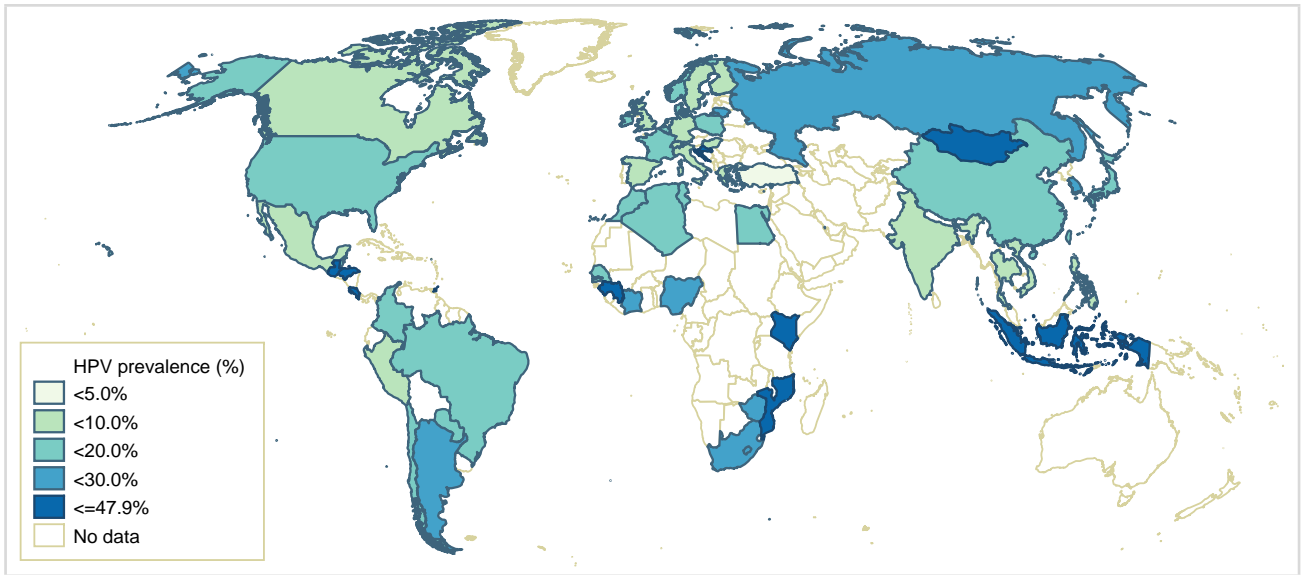 HPV prevalence (%)
<5.0%
<10.0%
<20.0%
<30.0%
<=47.9%
No data